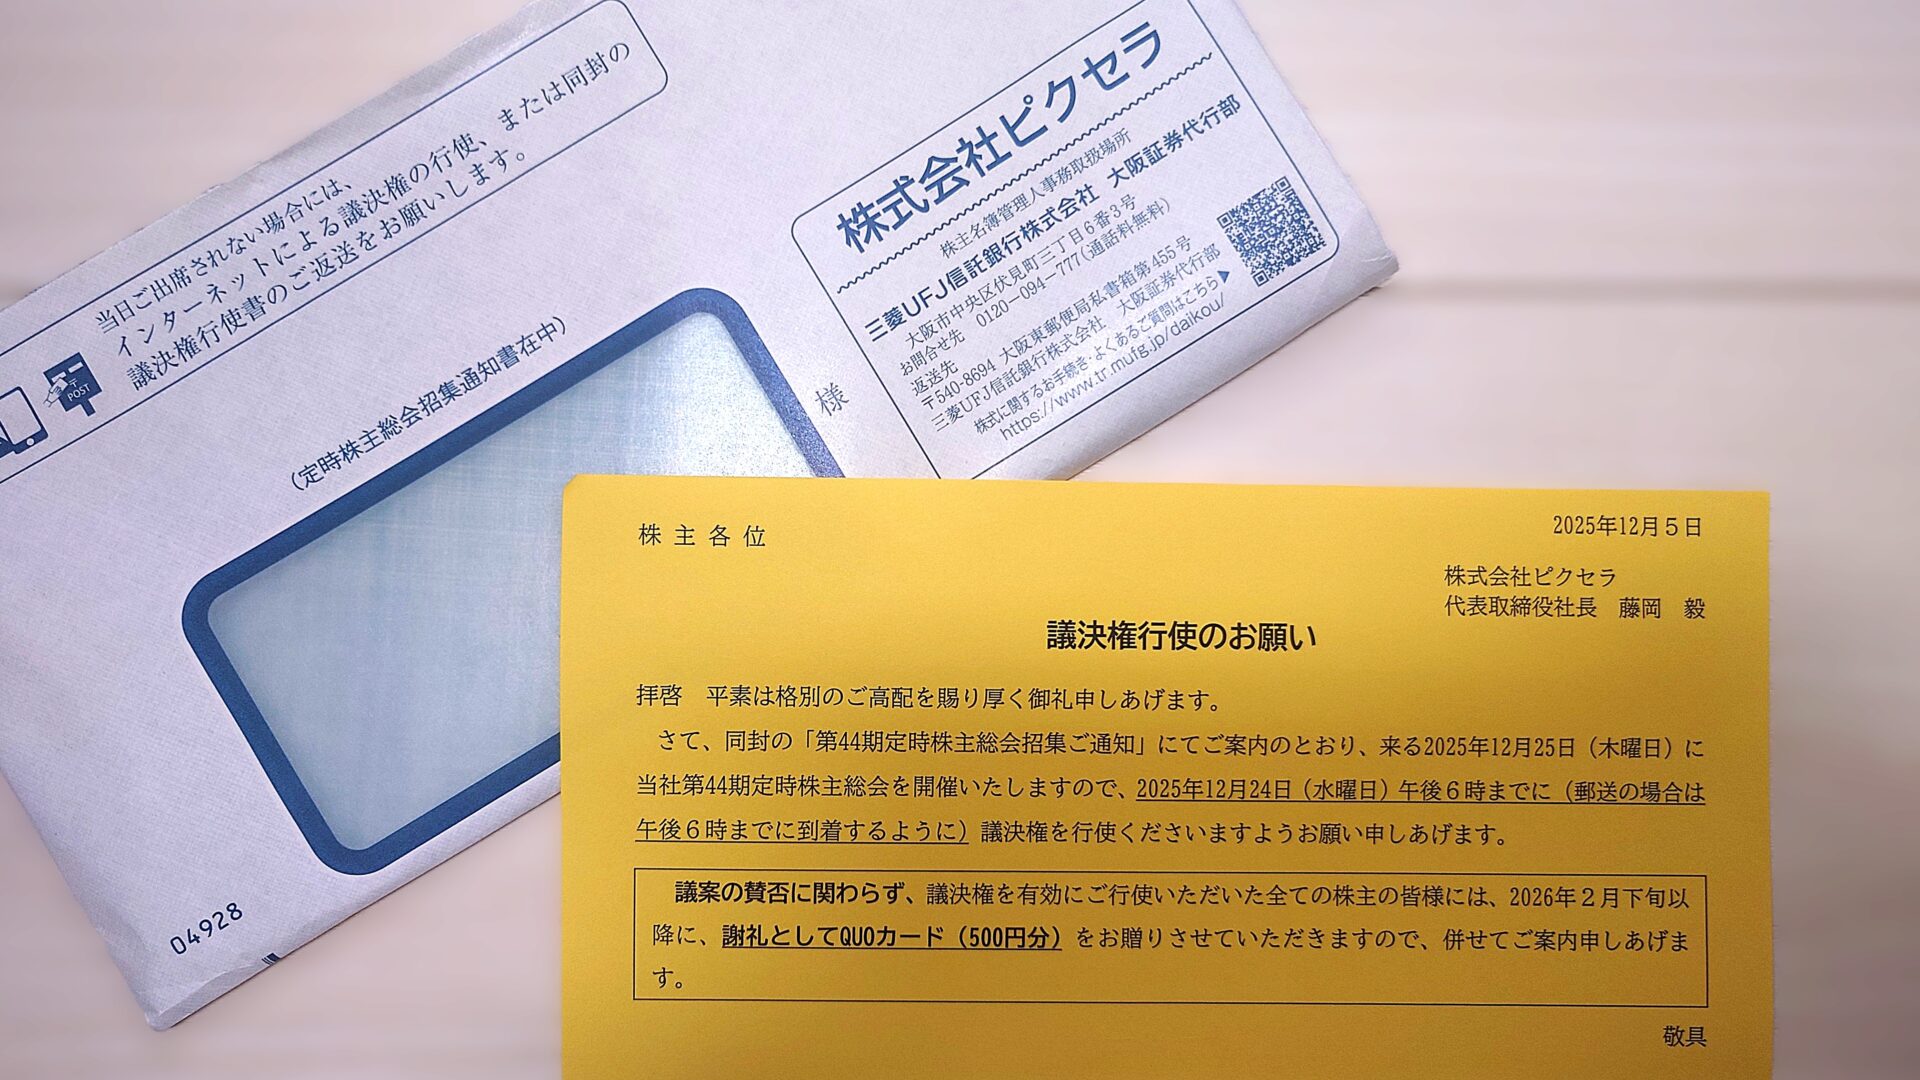 当日ご出席されない場合には、
インターネットによる議決権の行使、または同封の
議決権行使書のご返送をお願いします。
POST
(定時株主総会招集通知書在中)
様
04928
株式会社ピクセラ
株主名簿管理人事務取扱場所
三菱UFJ信託銀行株式会社 大阪証券代行部
大阪市中央区伏見町三丁目6番3号
お問合せ先 0120-094-777(通話料無料)
返送先
〒540-8694 大阪東郵便局私書箱第455号
三菱UFJ信託銀行株式会社 大阪証券代行部
株式に関するお手続き・よくあるご質問はこちら▶
https://www.tr.mufg.jp/daikou/
株主各位
2025年12月5日
株式会社ピクセラ
代表取締役社長 藤岡 毅
議決権行使のお願い
拝啓 平素は格別のご高配を賜り厚く御礼申しあげます。
さて、同封の「第44期定時株主総会招集ご通知」にてご案内のとおり、来る2025年12月25日(木曜日)に
当社第44期定時株主総会を開催いたしますので、2025年12月24日(水曜日)午後6時までに(郵送の場合は
午後6時までに到着するように)議決権を行使くださいますようお願い申しあげます。
議案の賛否に関わらず、議決権を有効にご行使いただいた全ての株主の皆様には、2026年2月下旬以
降に、謝礼としてQUOカード(500円分)をお贈りさせていただきますので、併せてご案内申しあげま
す。
敬具